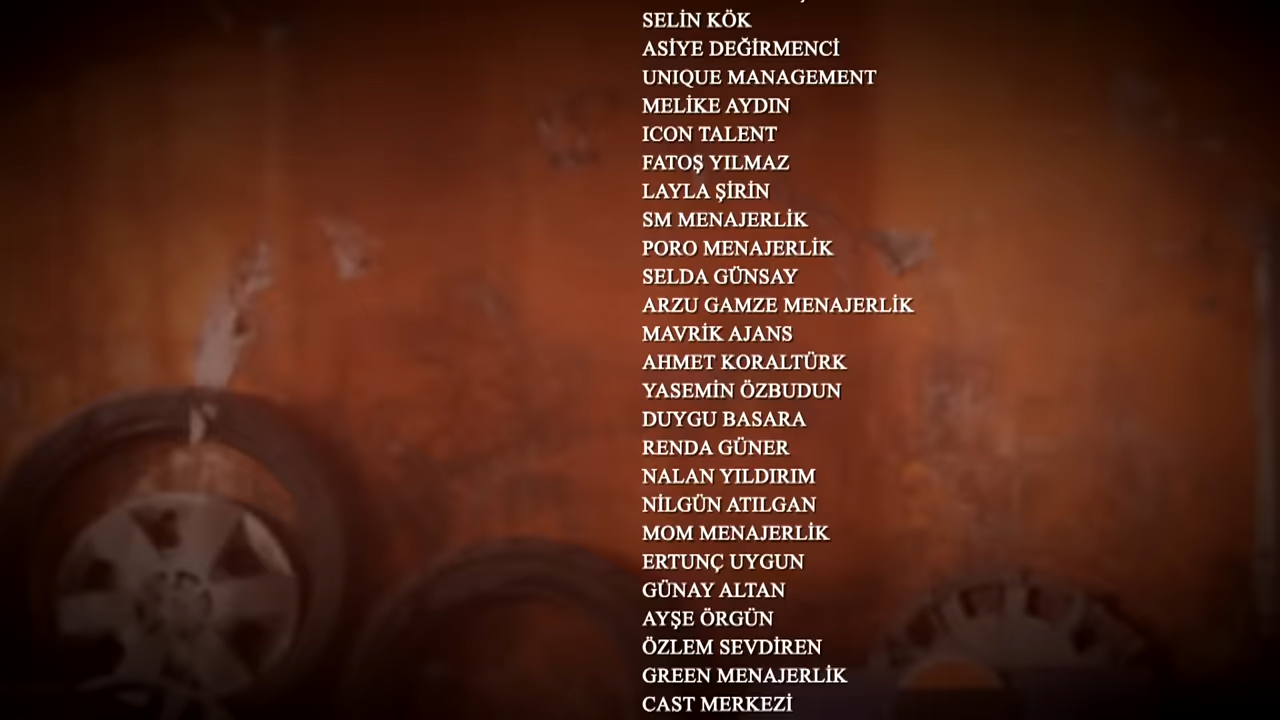 SELİN KÖK
ASİYE DEĞİRMENCİ
UNIQUE MANAGEMENT
MELİKE AYDIN
ICON TALENT
FATOŞ YILMAZ
LAYLA ŞİRİN
SM MENAJERLİK
PORO MENAJERLİK
SELDA GÜNSAY
ARZU GAMZE MENAJERLİK
MAVRİK AJANS
AHMET KORALTÜRK
YASEMİN ÖZBUDUN
DUYGU BASARA
RENDA GÜNER
NALAN YILDIRIM
NİLGÜN ATILGAN
MOM MENAJERLİK
ERTUNÇ UYGUN
GÜNAY ALTAN
AYŞE ÖRGÜN
ÖZLEM SEVDİREN
GREEN MENAJERLİK
CAST MERKEZİ